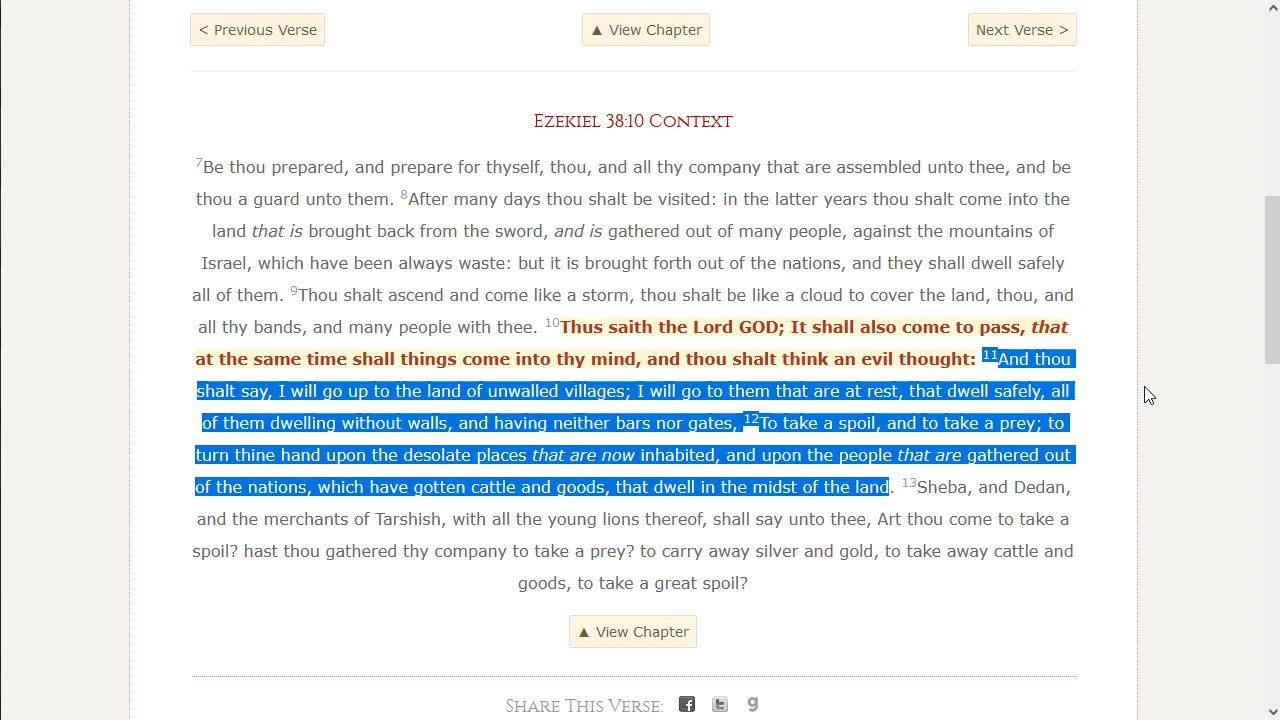 < Previous Verse
▲ View Chapter
Next Verse >
Ezekiel 38:10 Context
7Be thou prepared, and prepare for thyself, thou, and all thy company that are assembled unto thee, and be
thou a guard unto them. 8After many days thou shalt be visited: in the latter years thou shalt come into the
land that is brought back from the sword, and is gathered out of many people, against the mountains of
Israel, which have been always waste: but it is brought forth out of the nations, and they shall dwell safely
all of them. 9Thou shalt ascend and come like a storm, thou shalt be like a cloud to cover the land, thou, and
all thy bands, and many people with thee. 10Thus saith the Lord GOD; It shall also come to pass, that
at the same time shall things come into thy mind, and thou shalt think an evil thought: 11And thou
shalt say, I will go up to the land of unwalled villages; I will go to them that are at rest, that dwell safely, all
of them dwelling without walls, and having neither bars nor gates, 12To take a spoil, and to take a prey; to
turn thine hand upon the desolate places that are now inhabited, and upon the people that are gathered out
of the nations, which have gotten cattle and goods, that dwell in the midst of the land. 13Sheba, and Dedan,
and the merchants of Tarshish, with all the young lions thereof, shall say unto thee, Art thou come to take a
spoil? hast thou gathered thy company to take a prey? to carry away silver and gold, to take away cattle and
goods, to take a great spoil?
▲ View Chapter
Share This Verse: f t g